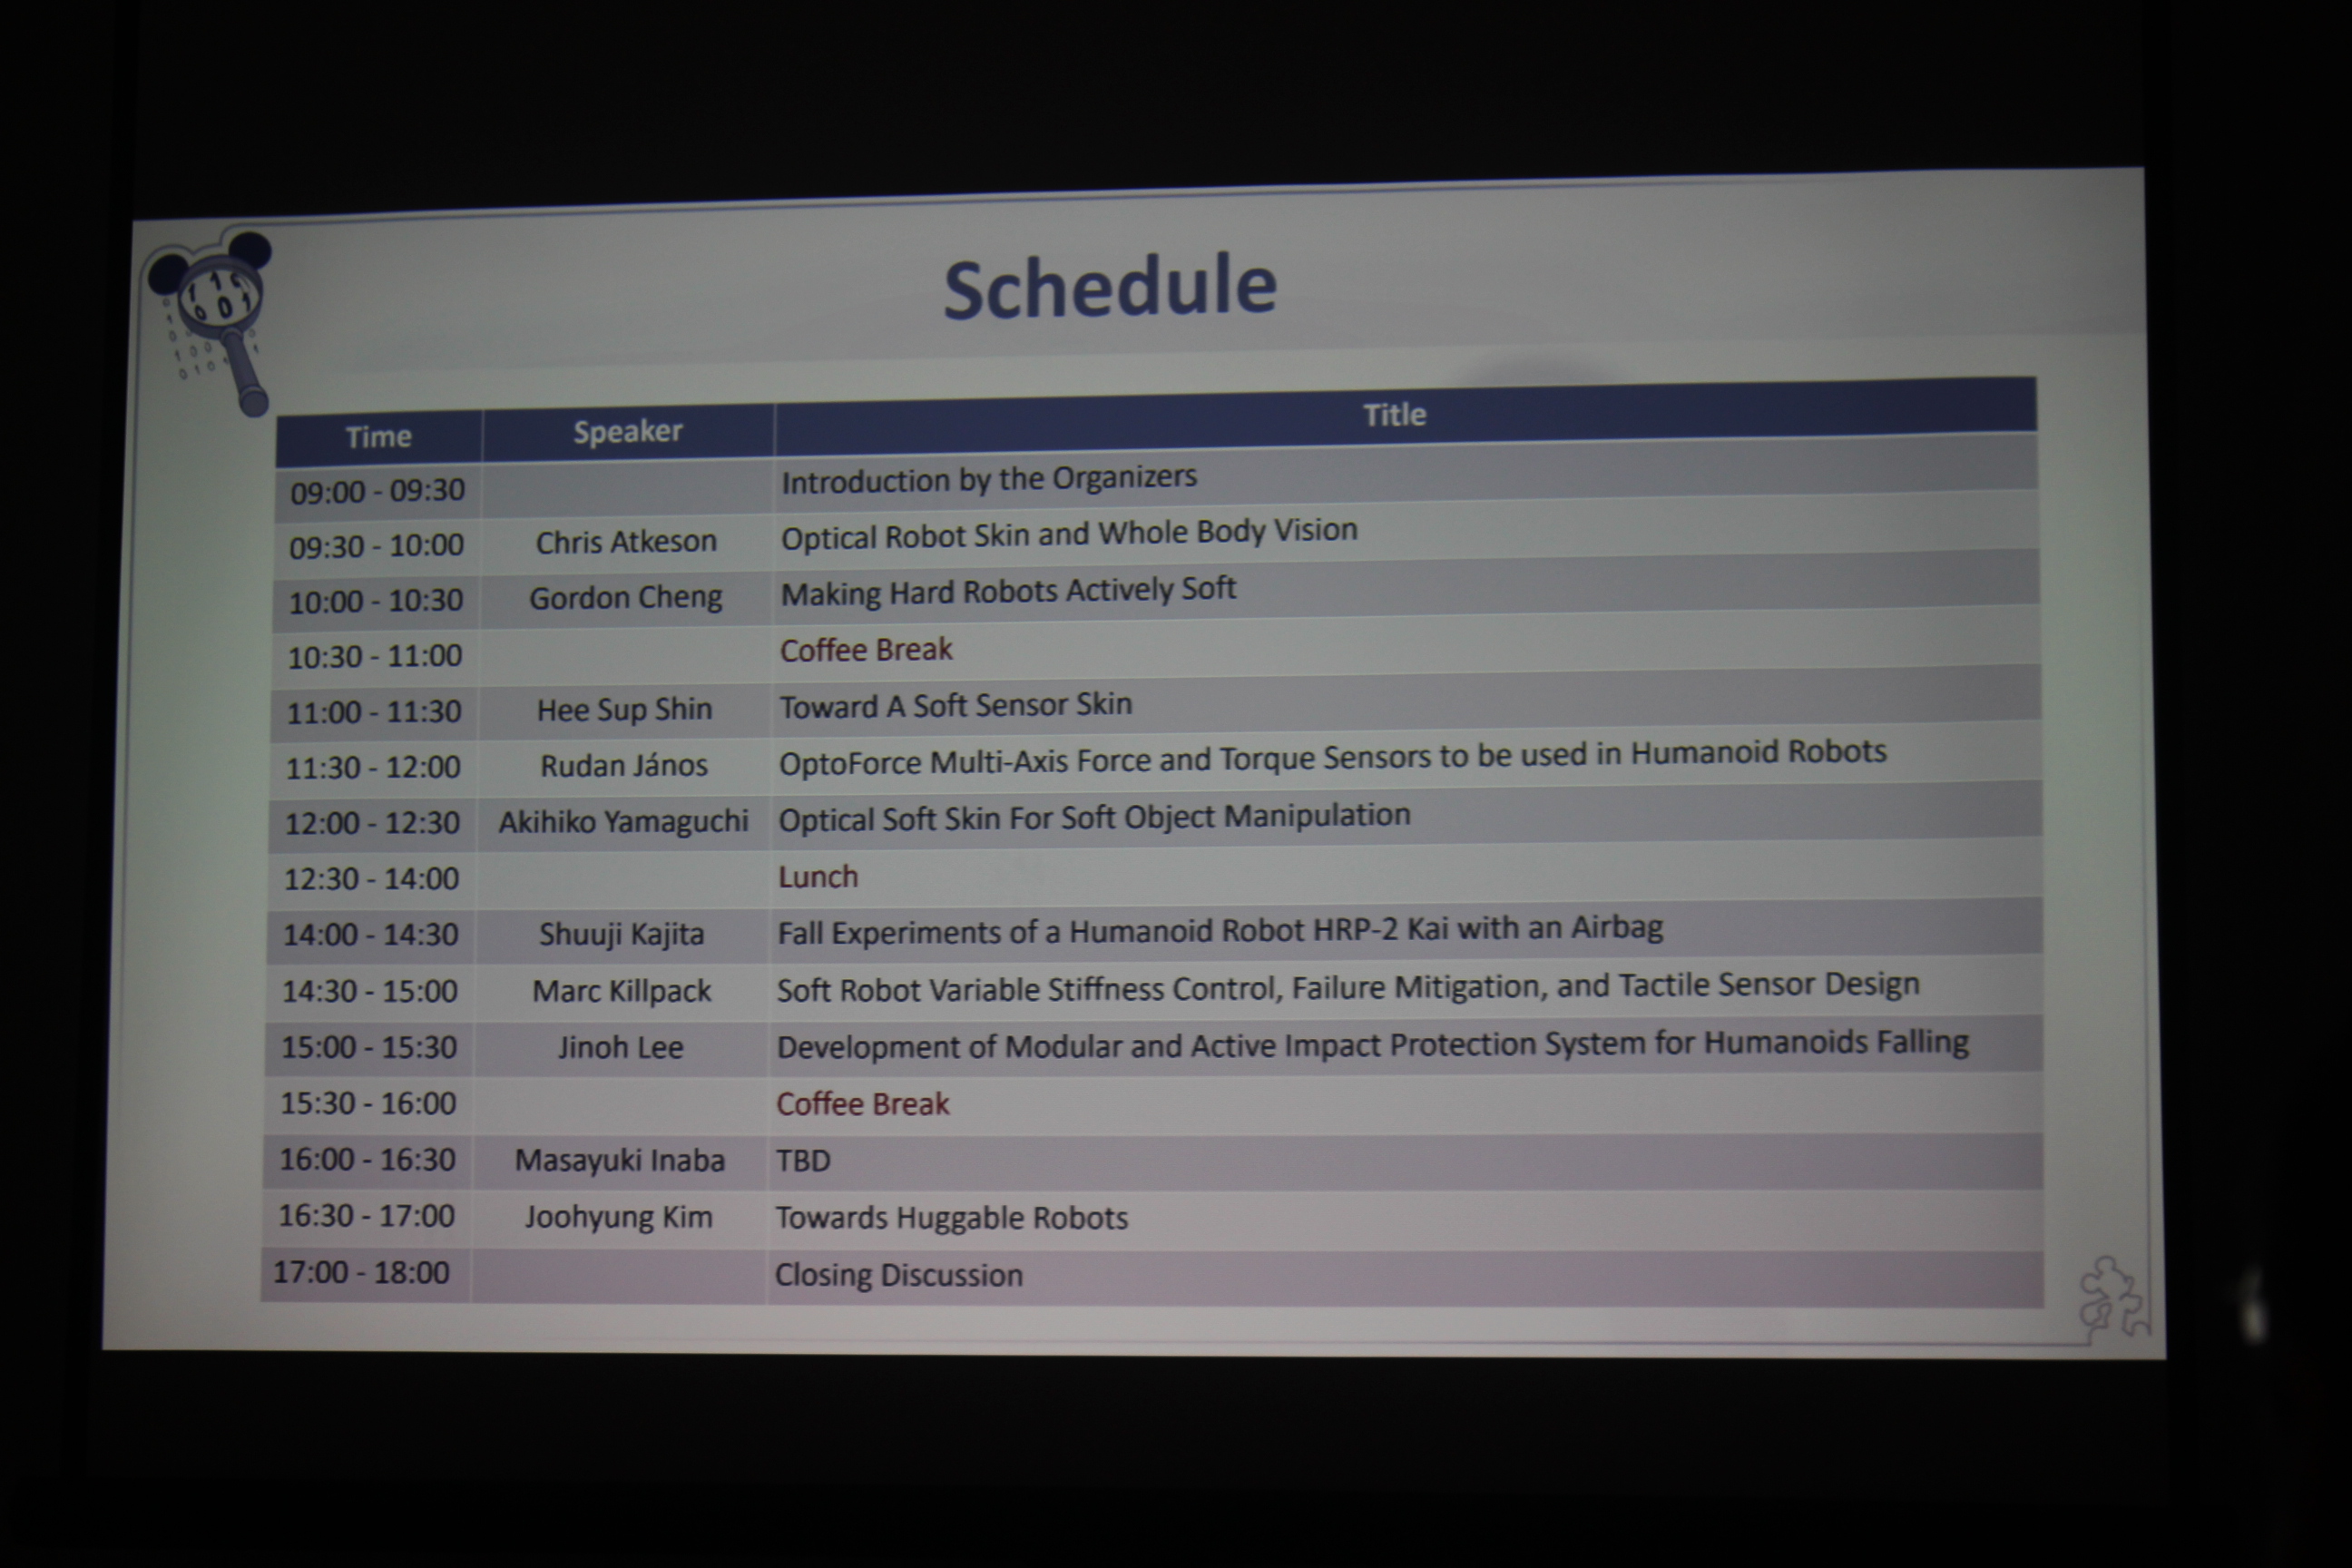 Schedule
Time Speaker Title
09:00 - 09:30 Introduction by the Organizers
09:30 - 10:00 Chris Atkeson Optical Robot Skin and Whole Body Vision
10:00 - 10:30 Gordon Cheng Making Hard Robots Actively Soft
10:30 - 11:00 Coffee Break
11:00 - 11:30 Hee Sup Shin Toward A Soft Sensor Skin
11:30 - 12:00 Rudan János OptoForce Multi-Axis Force and Torque Sensors to be used in Humanoid Robots
12:00 - 12:30 Akihiko Yamaguchi Optical Soft Skin For Soft Object Manipulation
12:30 - 14:00 Lunch
14:00 - 14:30 Shuuji Kajita Fall Experiments of a Humanoid Robot HRP-2 Kai with an Airbag
14:30 - 15:00 Marc Killpack Soft Robot Variable Stiffness Control, Failure Mitigation, and Tactile Sensor Design
15:00 - 15:30 Jinoh Lee Development of Modular and Active Impact Protection System for Humanoids Falling
15:30 - 16:00 Coffee Break
16:00 - 16:30 Masayuki Inaba TBD
16:30 - 17:00 Joohyung Kim Towards Huggable Robots
17:00 - 18:00 Closing Discussion